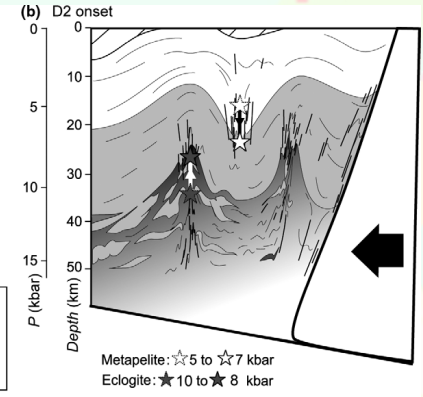 (b) D2 onset
0
5
10
15
P (kbar)
0
10
20
30
40
50
Depth (km)
Metapelite: ☆5 to ☆7 kbar
Eclogite: ★10 to ★ 8 kbar